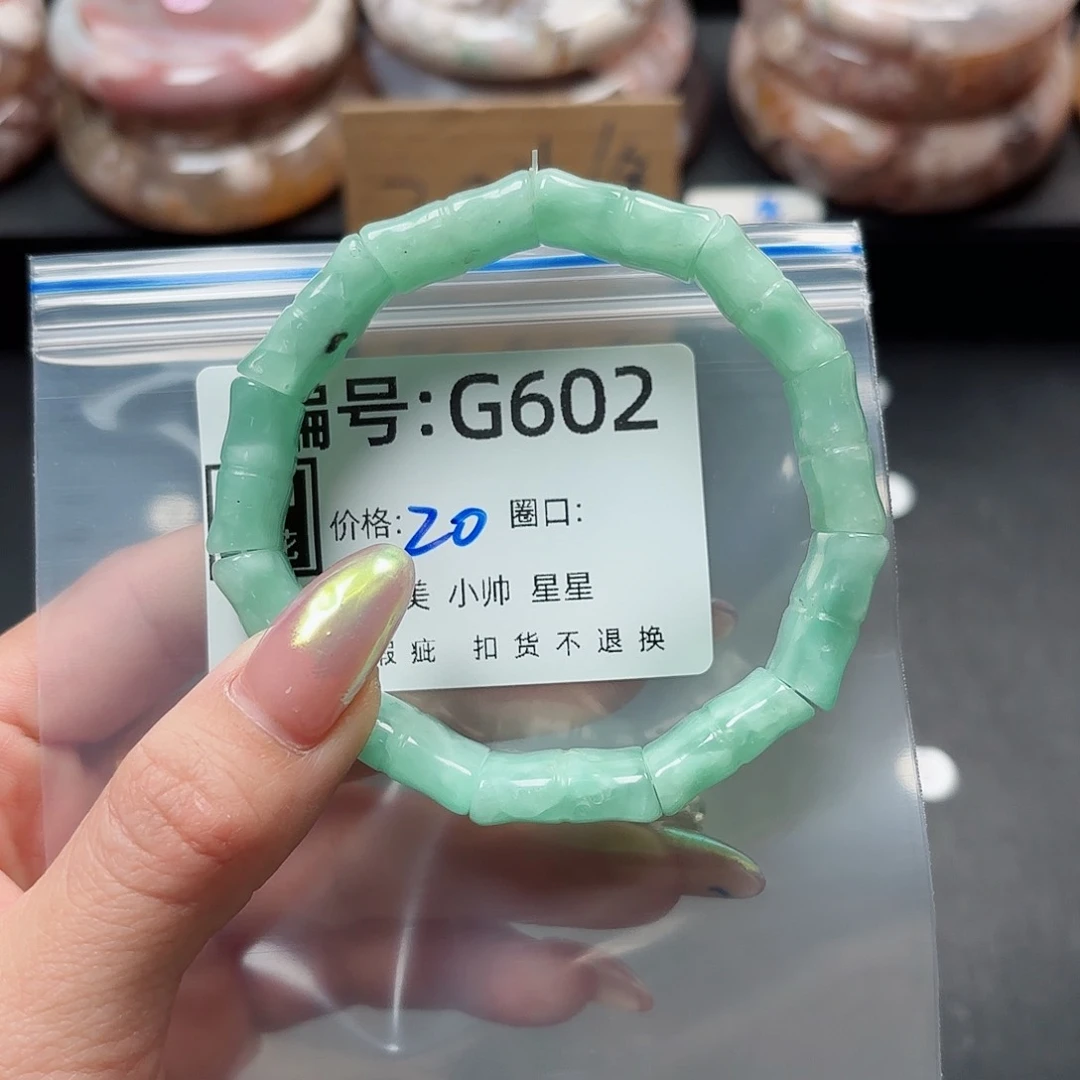 编号:G602
价格:20 圈口:
美 小帅 星星
瑕疵 扣货不退换